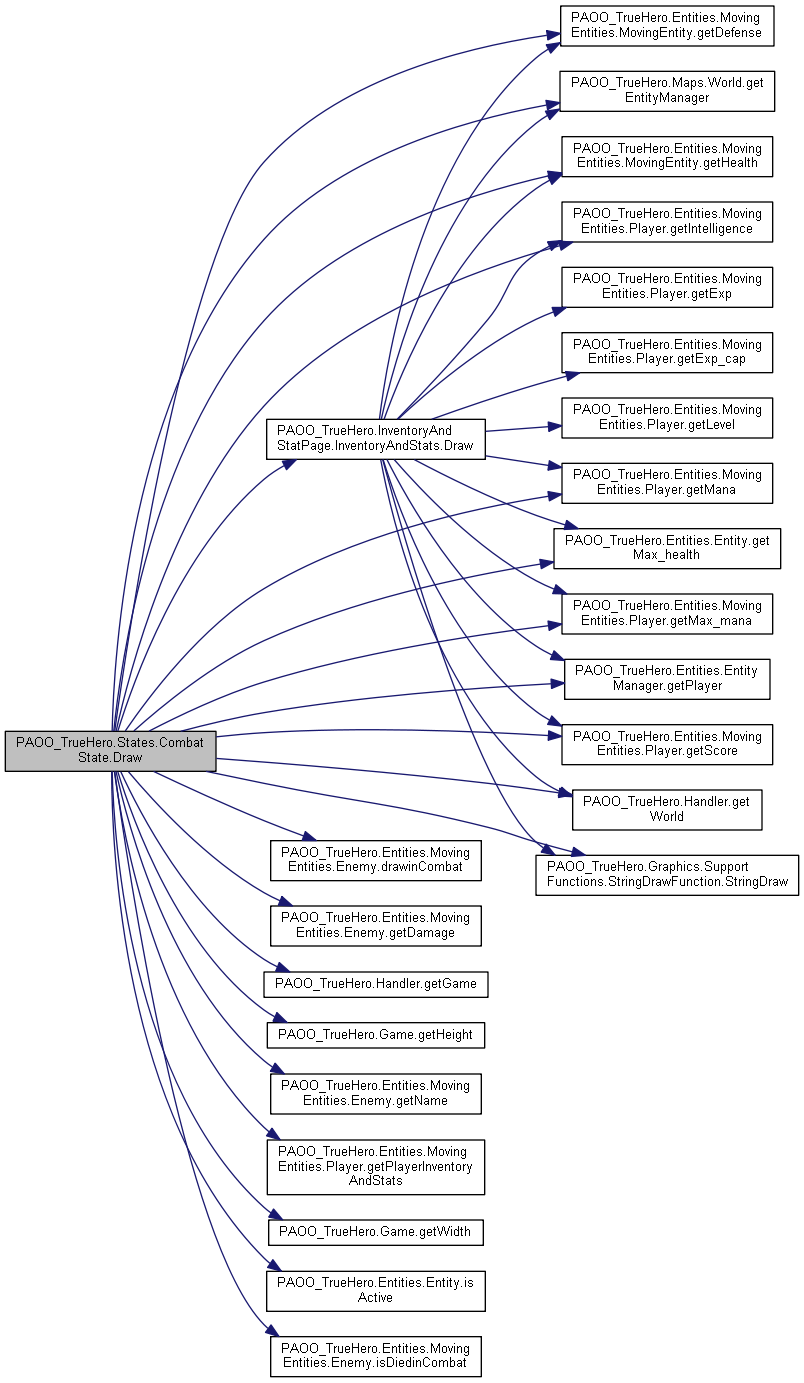 PAOO_TrueHero.Entities.Moving
Entities.MovingEntity.getDefense
PAOO_TrueHero.Maps.World.get
EntityManager
PAOO_TrueHero.Entities.Moving
Entities.MovingEntity.getHealth
PAOO_TrueHero.Entities.Moving
Entities.Player.getIntelligence
PAOO_TrueHero.Entities.Moving
Entities.Player.getExp
PAOO_TrueHero.Entities.Moving
Entities.Player.getExp_cap
PAOO_TrueHero.InventoryAnd
StatPage.InventoryAndStats.Draw
PAOO_TrueHero.Entities.Moving
Entities.Player.getLevel
PAOO_TrueHero.Entities.Moving
Entities.Player.getMana
PAOO_TrueHero.Entities.Entity.get
Max_health
PAOO_TrueHero.Entities.Moving
Entities.Player.getMax_mana
PAOO_TrueHero.Entities.Entity
Manager.getPlayer
PAOO_TrueHero.Entities.Moving
Entities.Player.getScore
PAOO_TrueHero.States.Combat
State.Draw
PAOO_TrueHero.Handler.get
World
PAOO_TrueHero.Graphics.Support
Functions.StringDrawFunction.StringDraw
PAOO_TrueHero.Entities.Moving
Entities.Enemy.drawinCombat
PAOO_TrueHero.Entities.Moving
Entities.Enemy.getDamage
PAOO_TrueHero.Handler.getGame
PAOO_TrueHero.Game.getHeight
PAOO_TrueHero.Entities.Moving
Entities.Enemy.getName
PAOO_TrueHero.Entities.Moving
Entities.Player.getPlayerInventory
AndStats
PAOO_TrueHero.Game.getWidth
PAOO_TrueHero.Entities.Entity.is
Active
PAOO_TrueHero.Entities.Moving
Entities.Enemy.isDiedinCombat